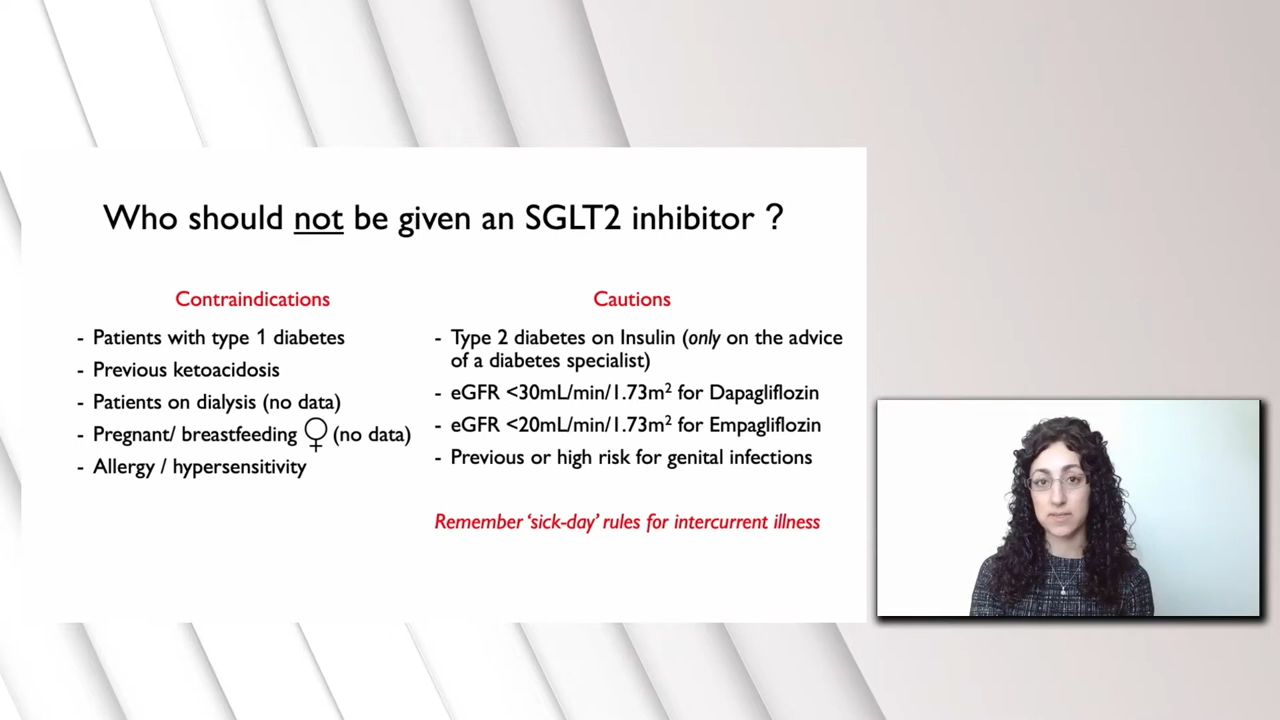 Who should not be given an SGLT2 inhibitor ?
Contraindications
- Patients with type 1 diabetes
- Previous ketoacidosis
- Patients on dialysis (no data)
- Pregnant/ breastfeeding ♀ (no data)
- Allergy / hypersensitivity
Cautions
- Type 2 diabetes on Insulin (only on the advice
of a diabetes specialist)
- eGFR <30mL/min/1.73m² for Dapagliflozin
- eGFR <20mL/min/1.73m² for Empagliflozin
- Previous or high risk for genital infections
Remember ‘sick-day’ rules for intercurrent illness